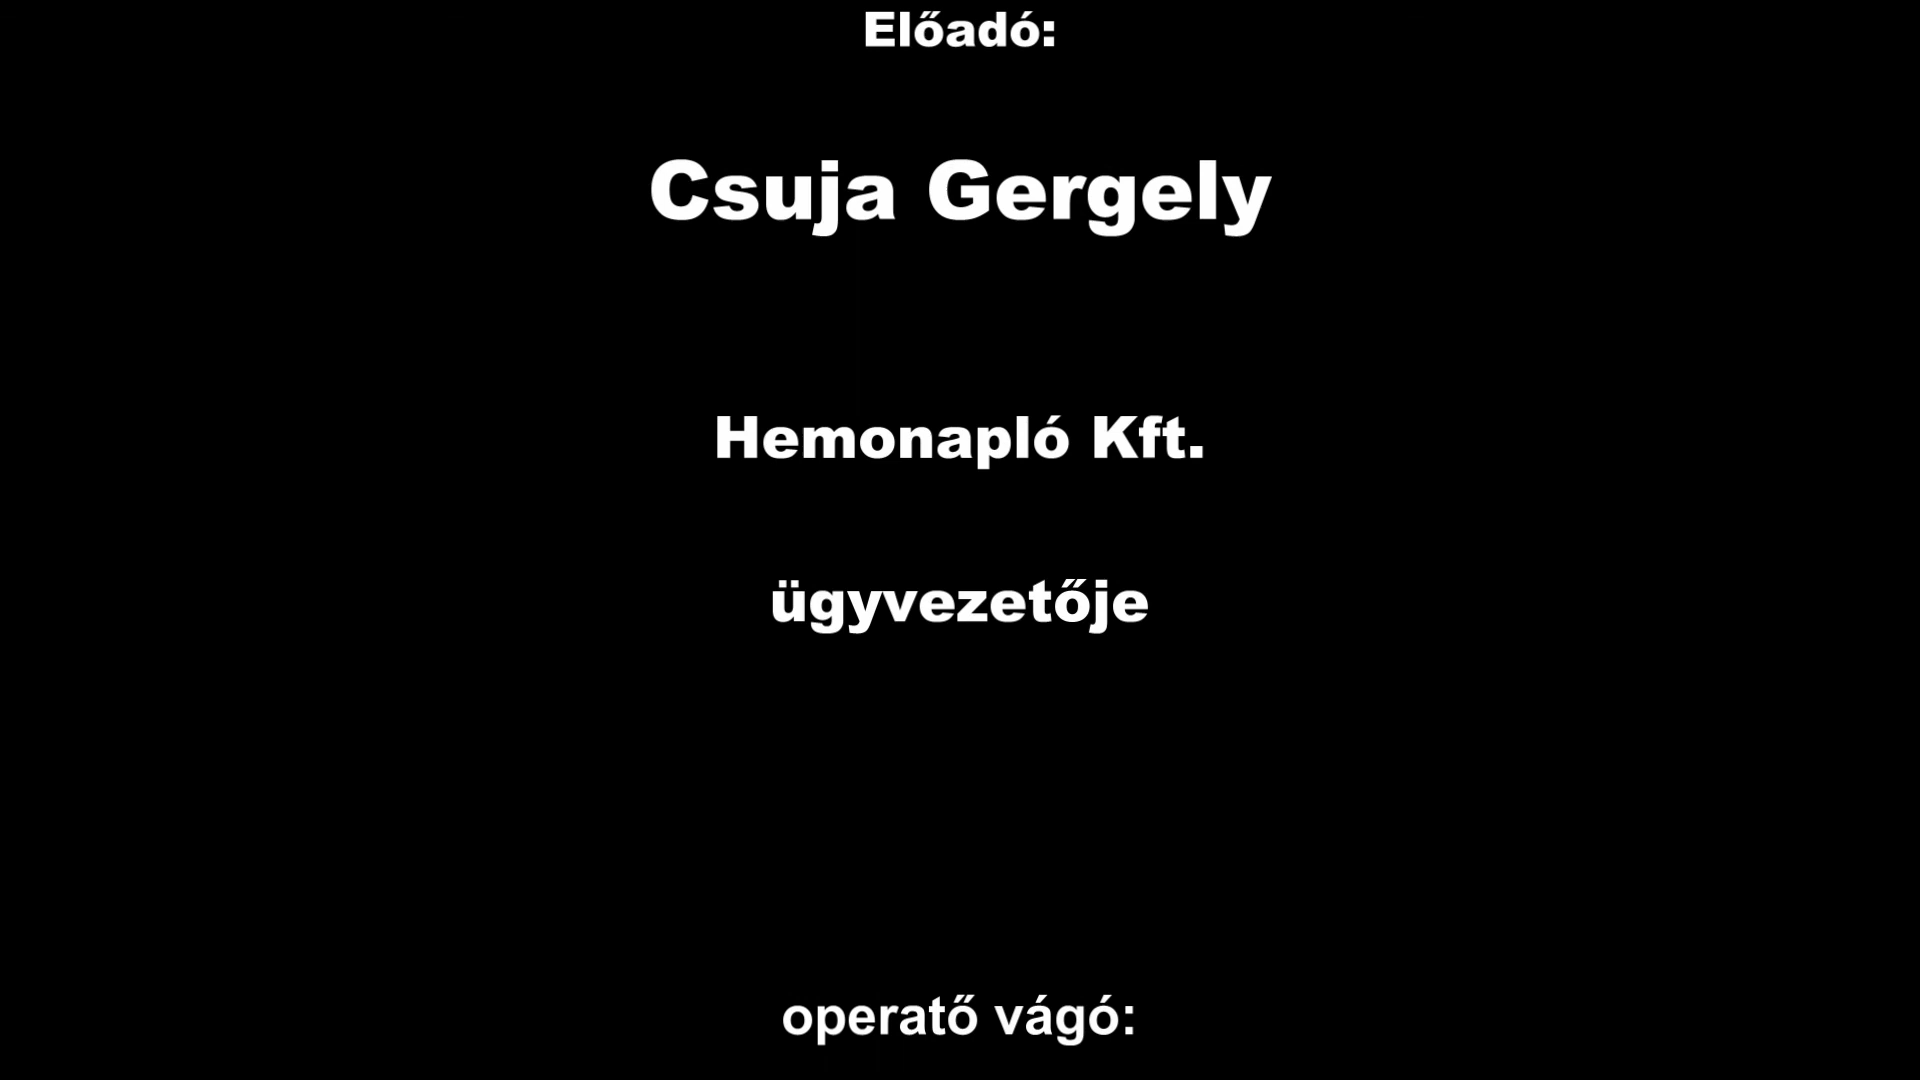 Előadó:
Csuja Gergely
Hemonapló Kft.
ügyvezetője
operatő vágó: